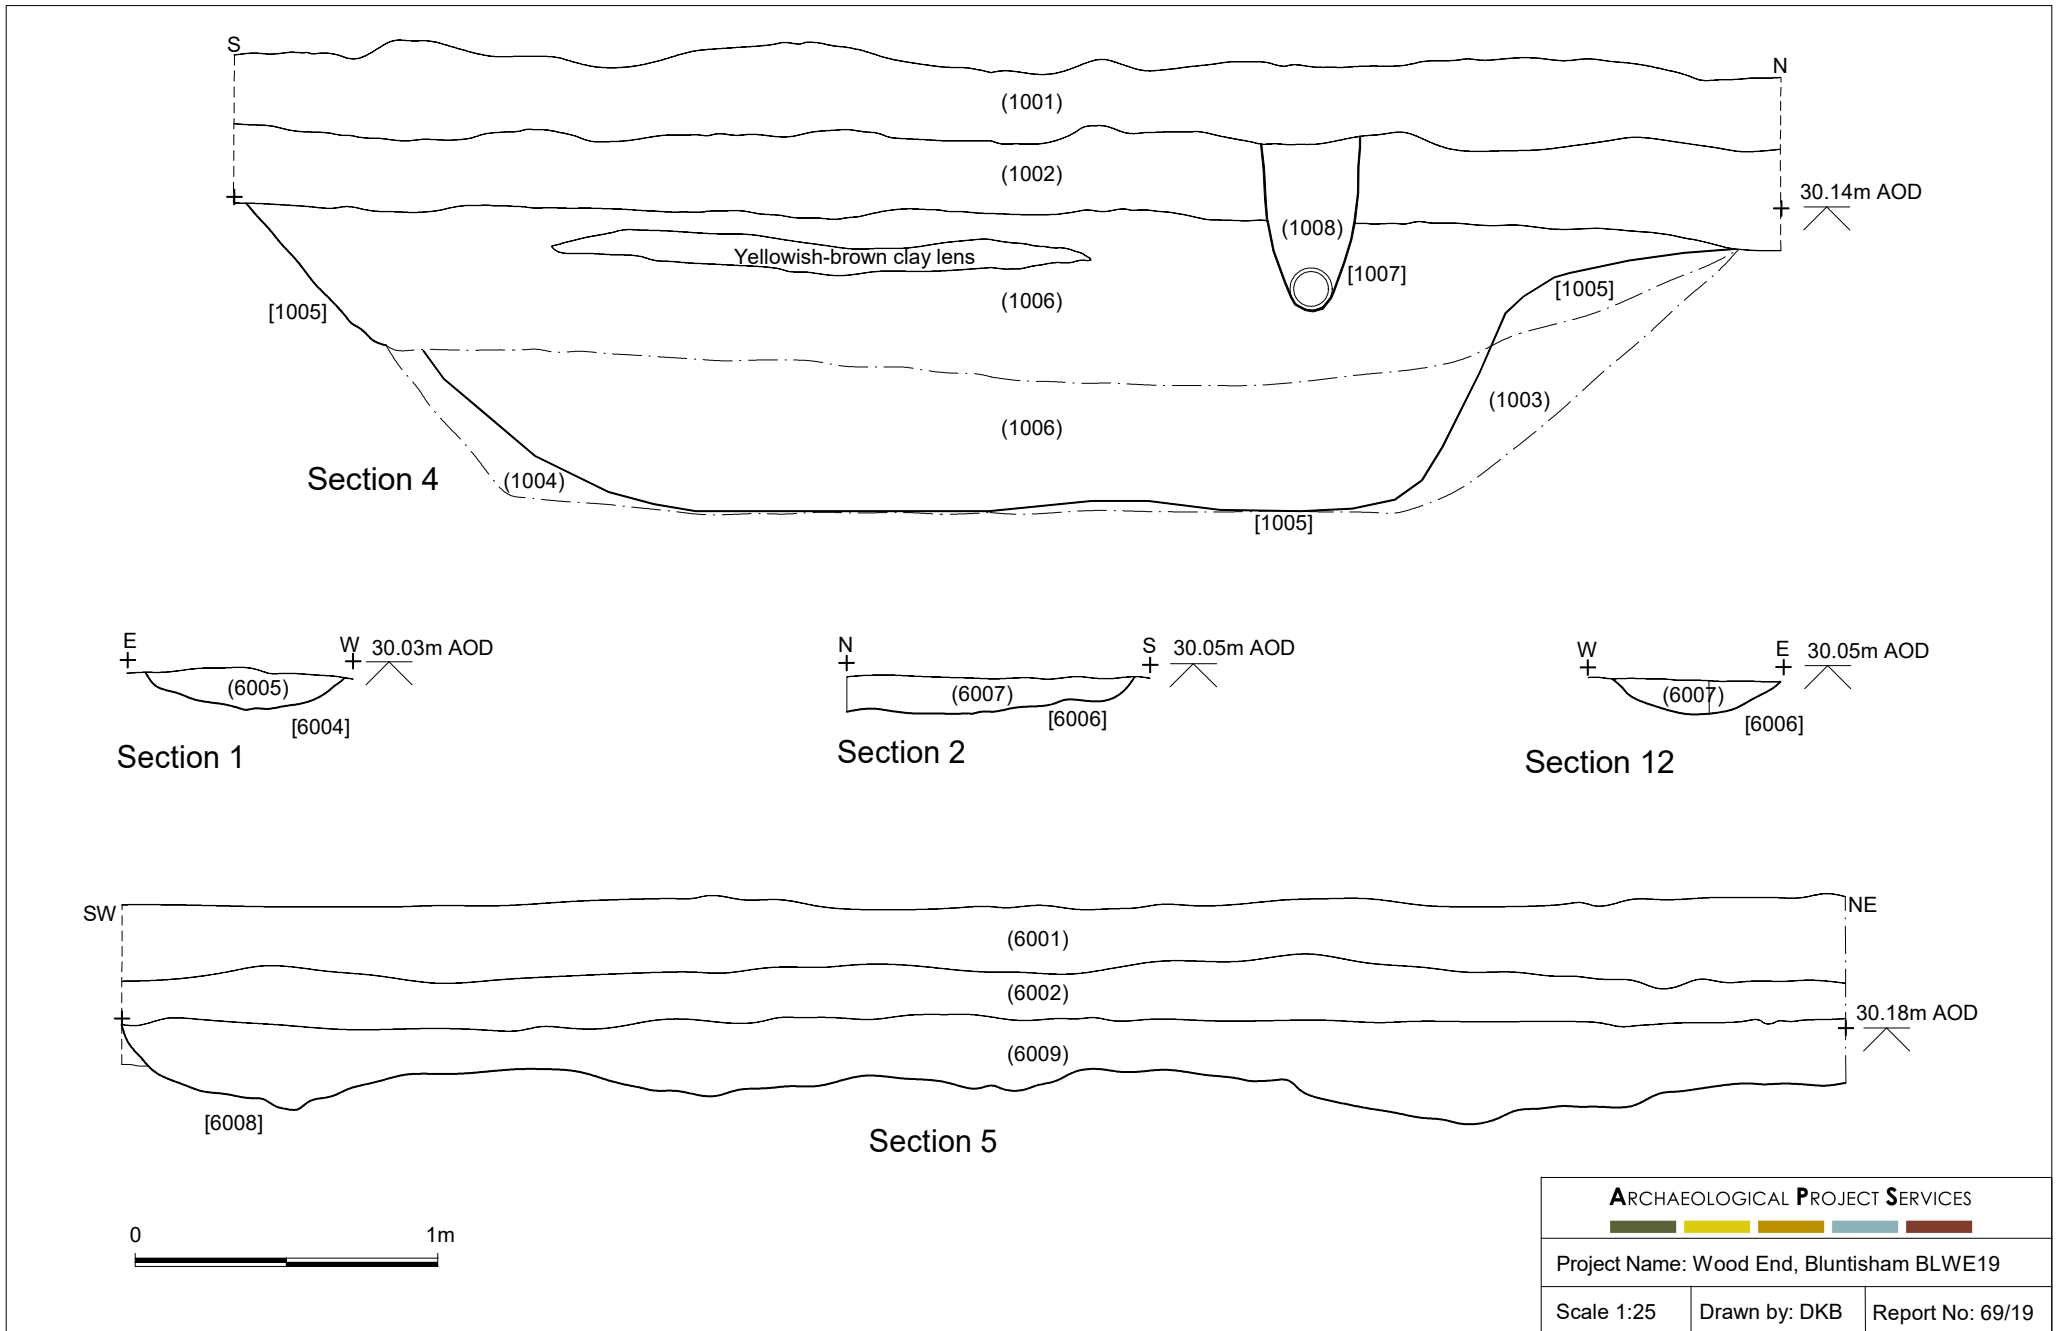 S
N
(1001)
(1002)
30.14m AOD
(1008)
Yellowish-brown clay lens
[1007]
[1005]
(1006)
[1005]
(1003)
(1006)
Section 4
(1004)
[1005]
E
W
30.03m AOD
(6005)
[6004]
Section 1
N
S
30.05m AOD
(6007)
[6006]
Section 2
W
E
30.05m AOD
(6007)
[6006]
Section 12
SW
NE
(6001)
(6002)
30.18m AOD
(6009)
[6008]
Section 5
0 1m
ARCHAEOLOGICAL PROJECT SERVICES
Project Name: Wood End, Bluntisham BLWE19
Scale 1:25
Drawn by: DKB
Report No: 69/19